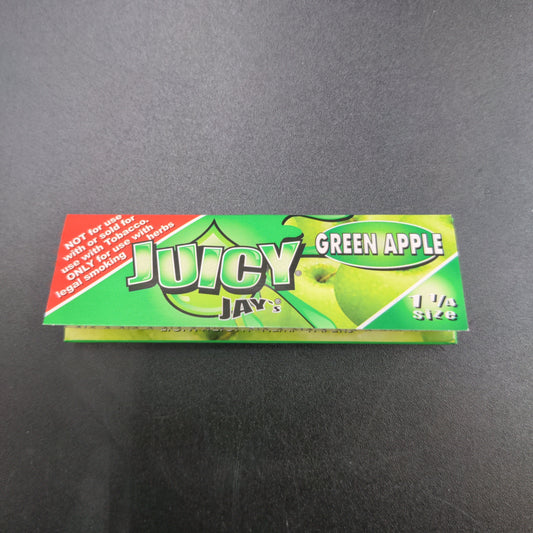 NOT for use
with or sold for
use with Tobacco.
ONLY for use with
legal smoking herbs
JUICY®
JAY's®
GREEN APPLE
1 1/4
size